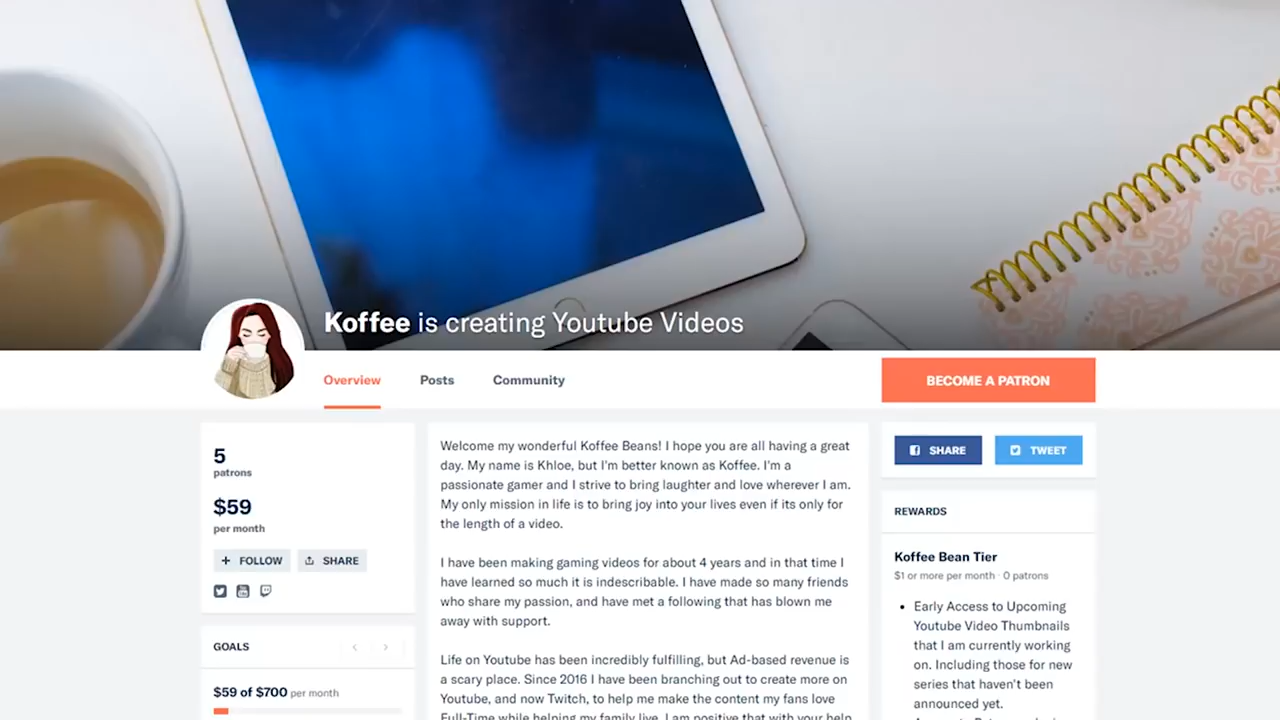 Koffee is creating Youtube Videos
Overview
Posts
Community
BECOME A PATRON
5
patrons
$59
per month
+ FOLLOW
SHARE
GOALS
$59 of $700 per month
Welcome my wonderful Koffee Beans! I hope you are all having a great
day. My name is Khloe, but I'm better known as Koffee. I'm a
passionate gamer and I strive to bring laughter and love wherever I am.
My only mission in life is to bring joy into your lives even if its only for
the length of a video.
I have been making gaming videos for about 4 years and in that time I
have learned so much it is indescribable. I have made so many friends
who share my passion, and have met a following that has blown me
away with support.
Life on Youtube has been incredibly fulfilling, but Ad-based revenue is
a scary place. Since 2016 I have been branching out to create more on
Youtube, and now Twitch, to help me make the content my fans love
Full-Time while helping my family live. I am positive that with your help
SHARE
TWEET
REWARDS
Koffee Bean Tier
$1 or more per month · 0 patrons
• Early Access to Upcoming
Youtube Video Thumbnails
that I am currently working
on. Including those for new
series that haven't been
announced yet.